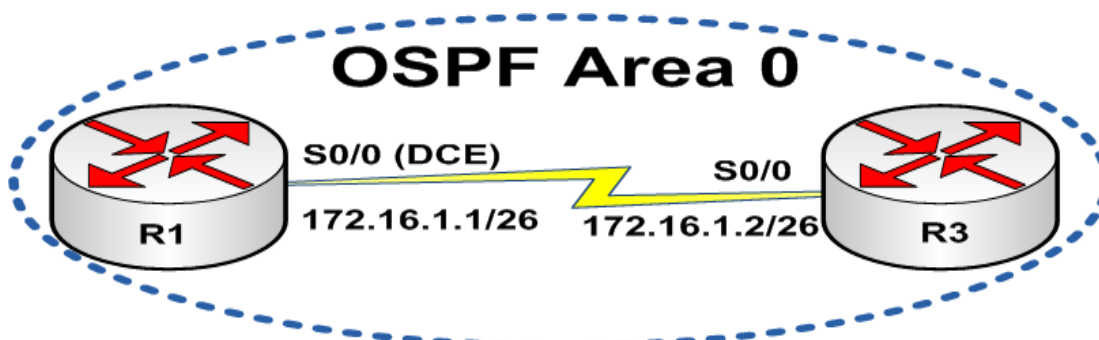 OSPF Area 0
S0/0 (DCE)
S0/0
172.16.1.1/26
172.16.1.2/26
R1
R3